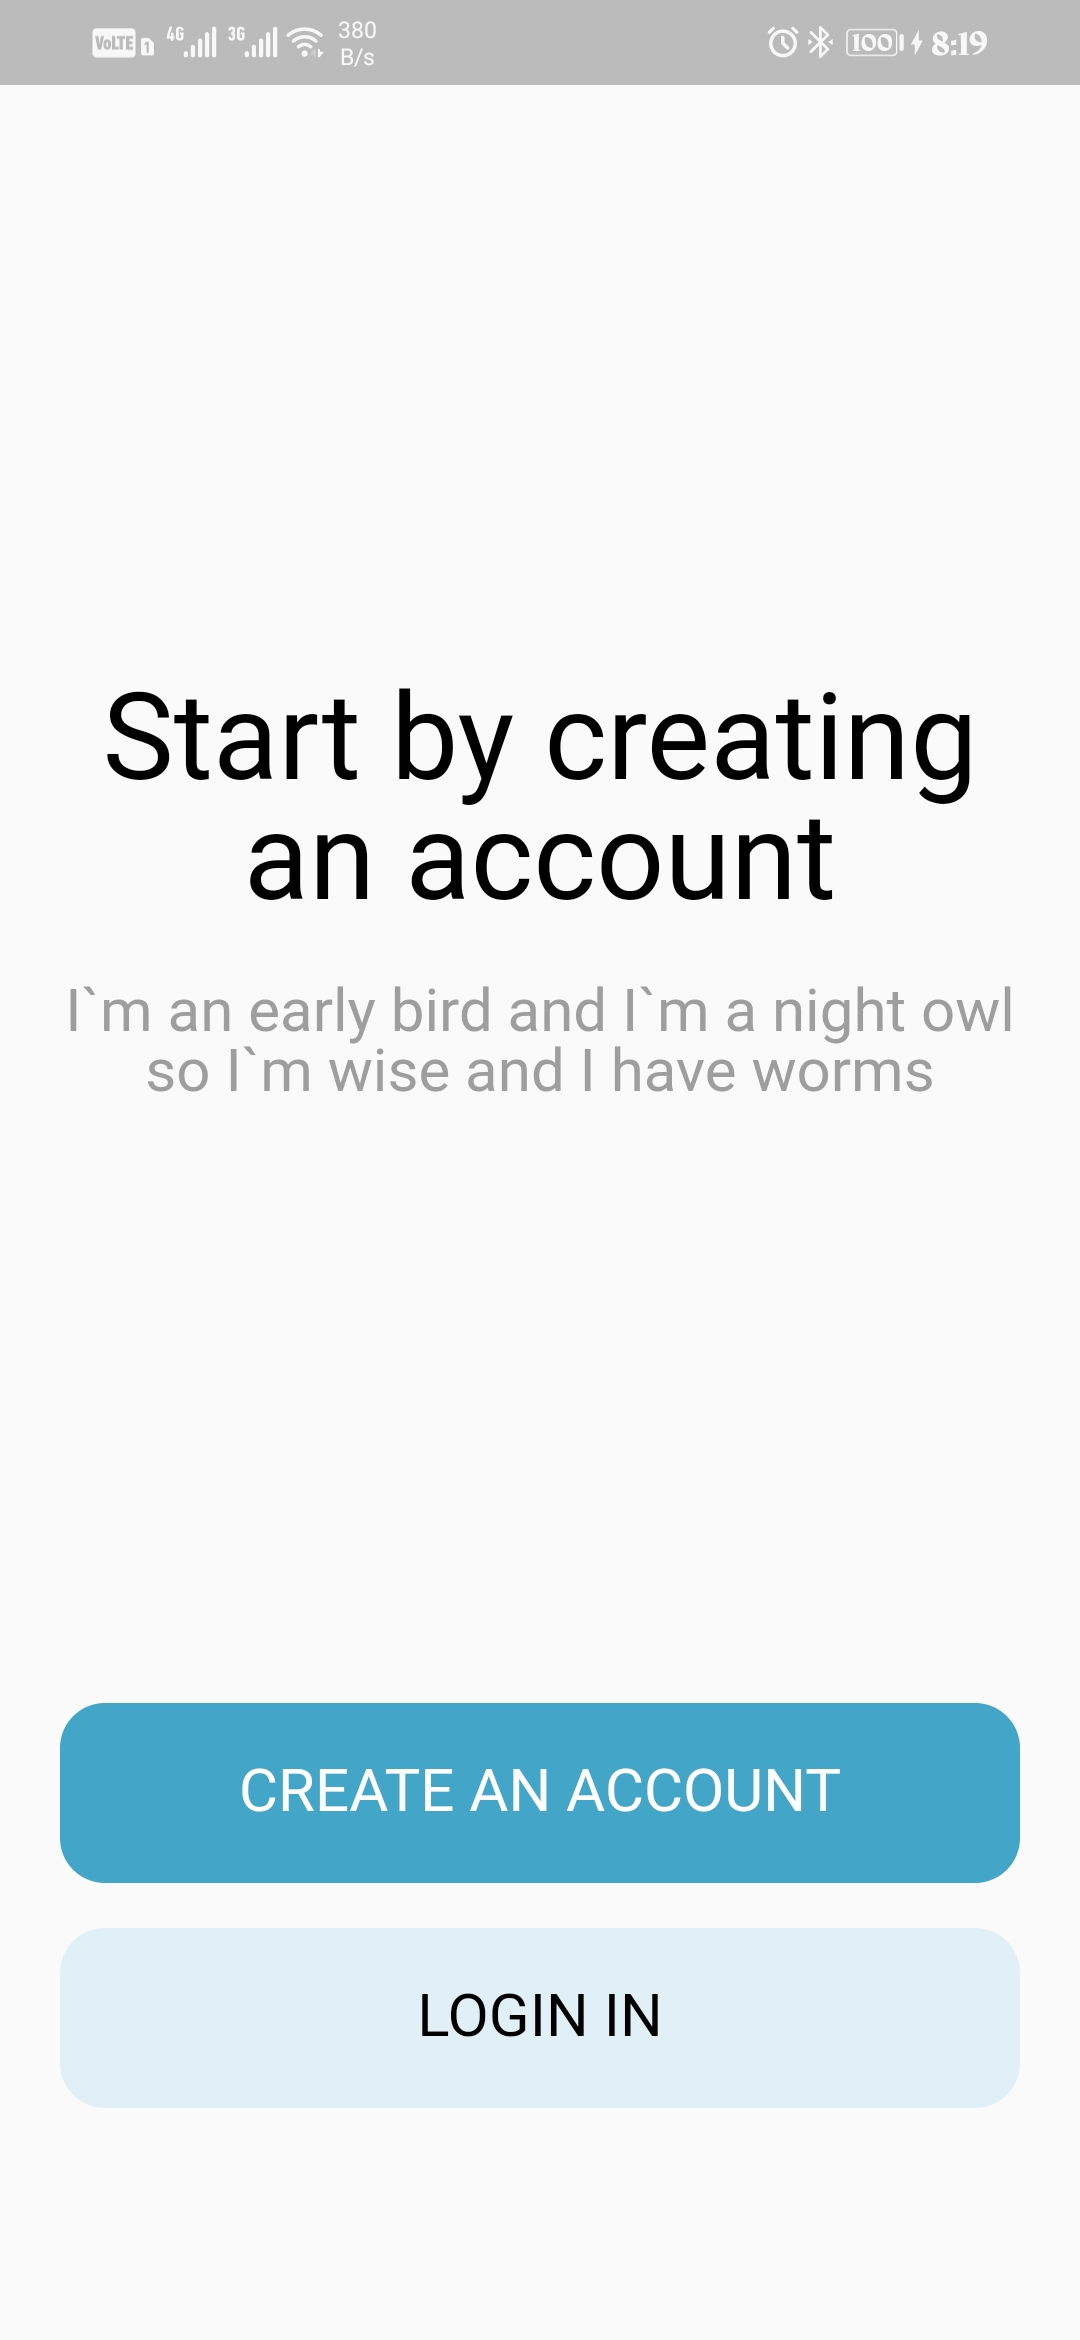 VoLTE 1 4G 3G 380 B/s 100 8:19
Start by creating
an account
I`m an early bird and I`m a night owl
so I`m wise and I have worms
CREATE AN ACCOUNT
LOGIN IN